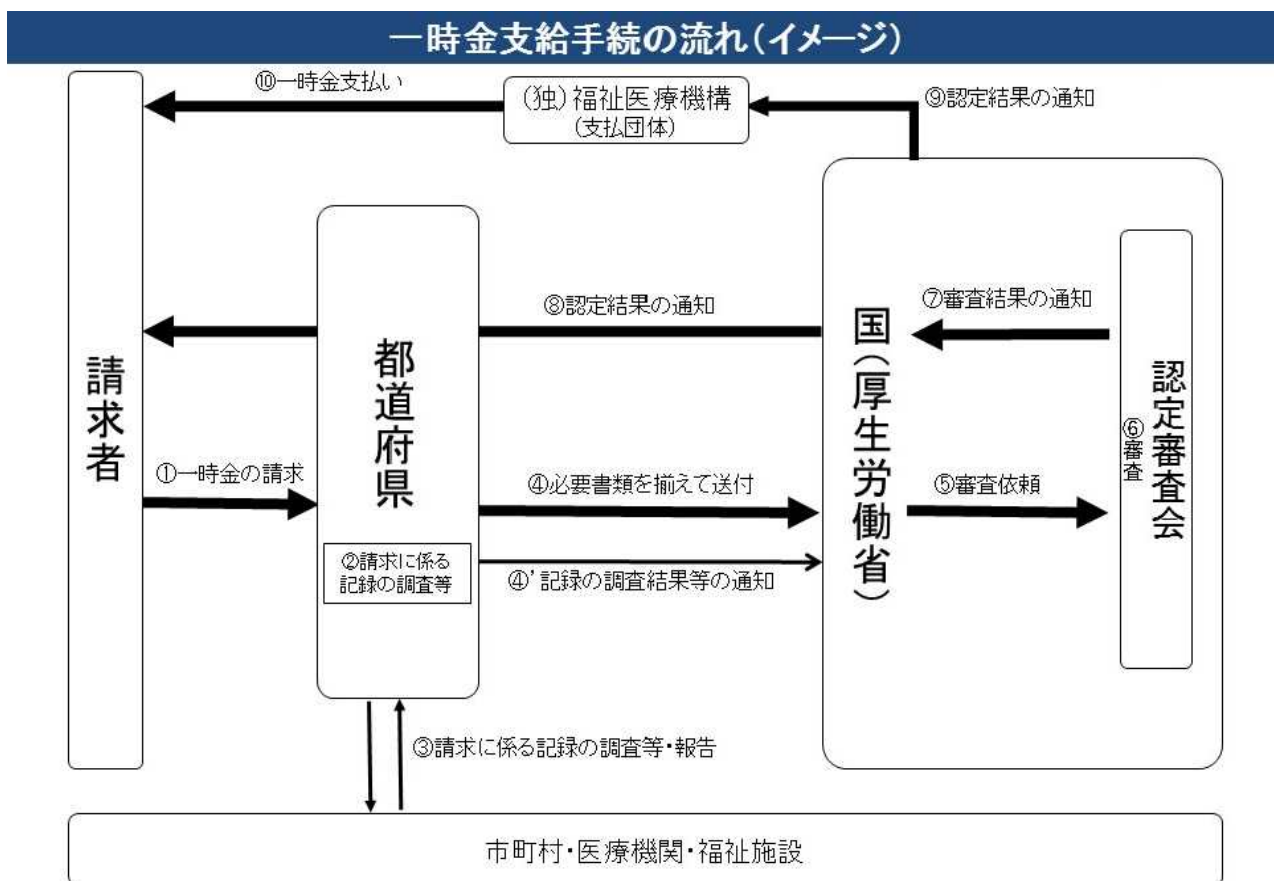 一時金支給手続の流れ(イメージ)
⑩一時金支払い
(独)福祉医療機構
(支払団体)
⑨認定結果の通知
請求者
都道府県
国(厚生労働省)
認定審査会
⑥審査
⑧認定結果の通知
⑦審査結果の通知
①一時金の請求
④必要書類を揃えて送付
⑤審査依頼
②請求に係る
記録の調査等
④’記録の調査結果等の通知
③請求に係る記録の調査等・報告
市町村・医療機関・福祉施設